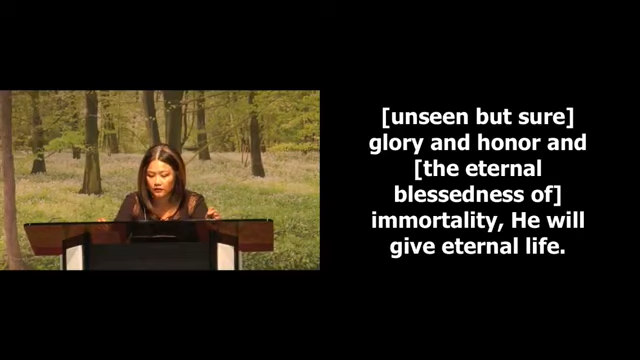 [unseen but sure]
glory and honor and
[the eternal
blessedness of]
immortality, He will
give eternal life.